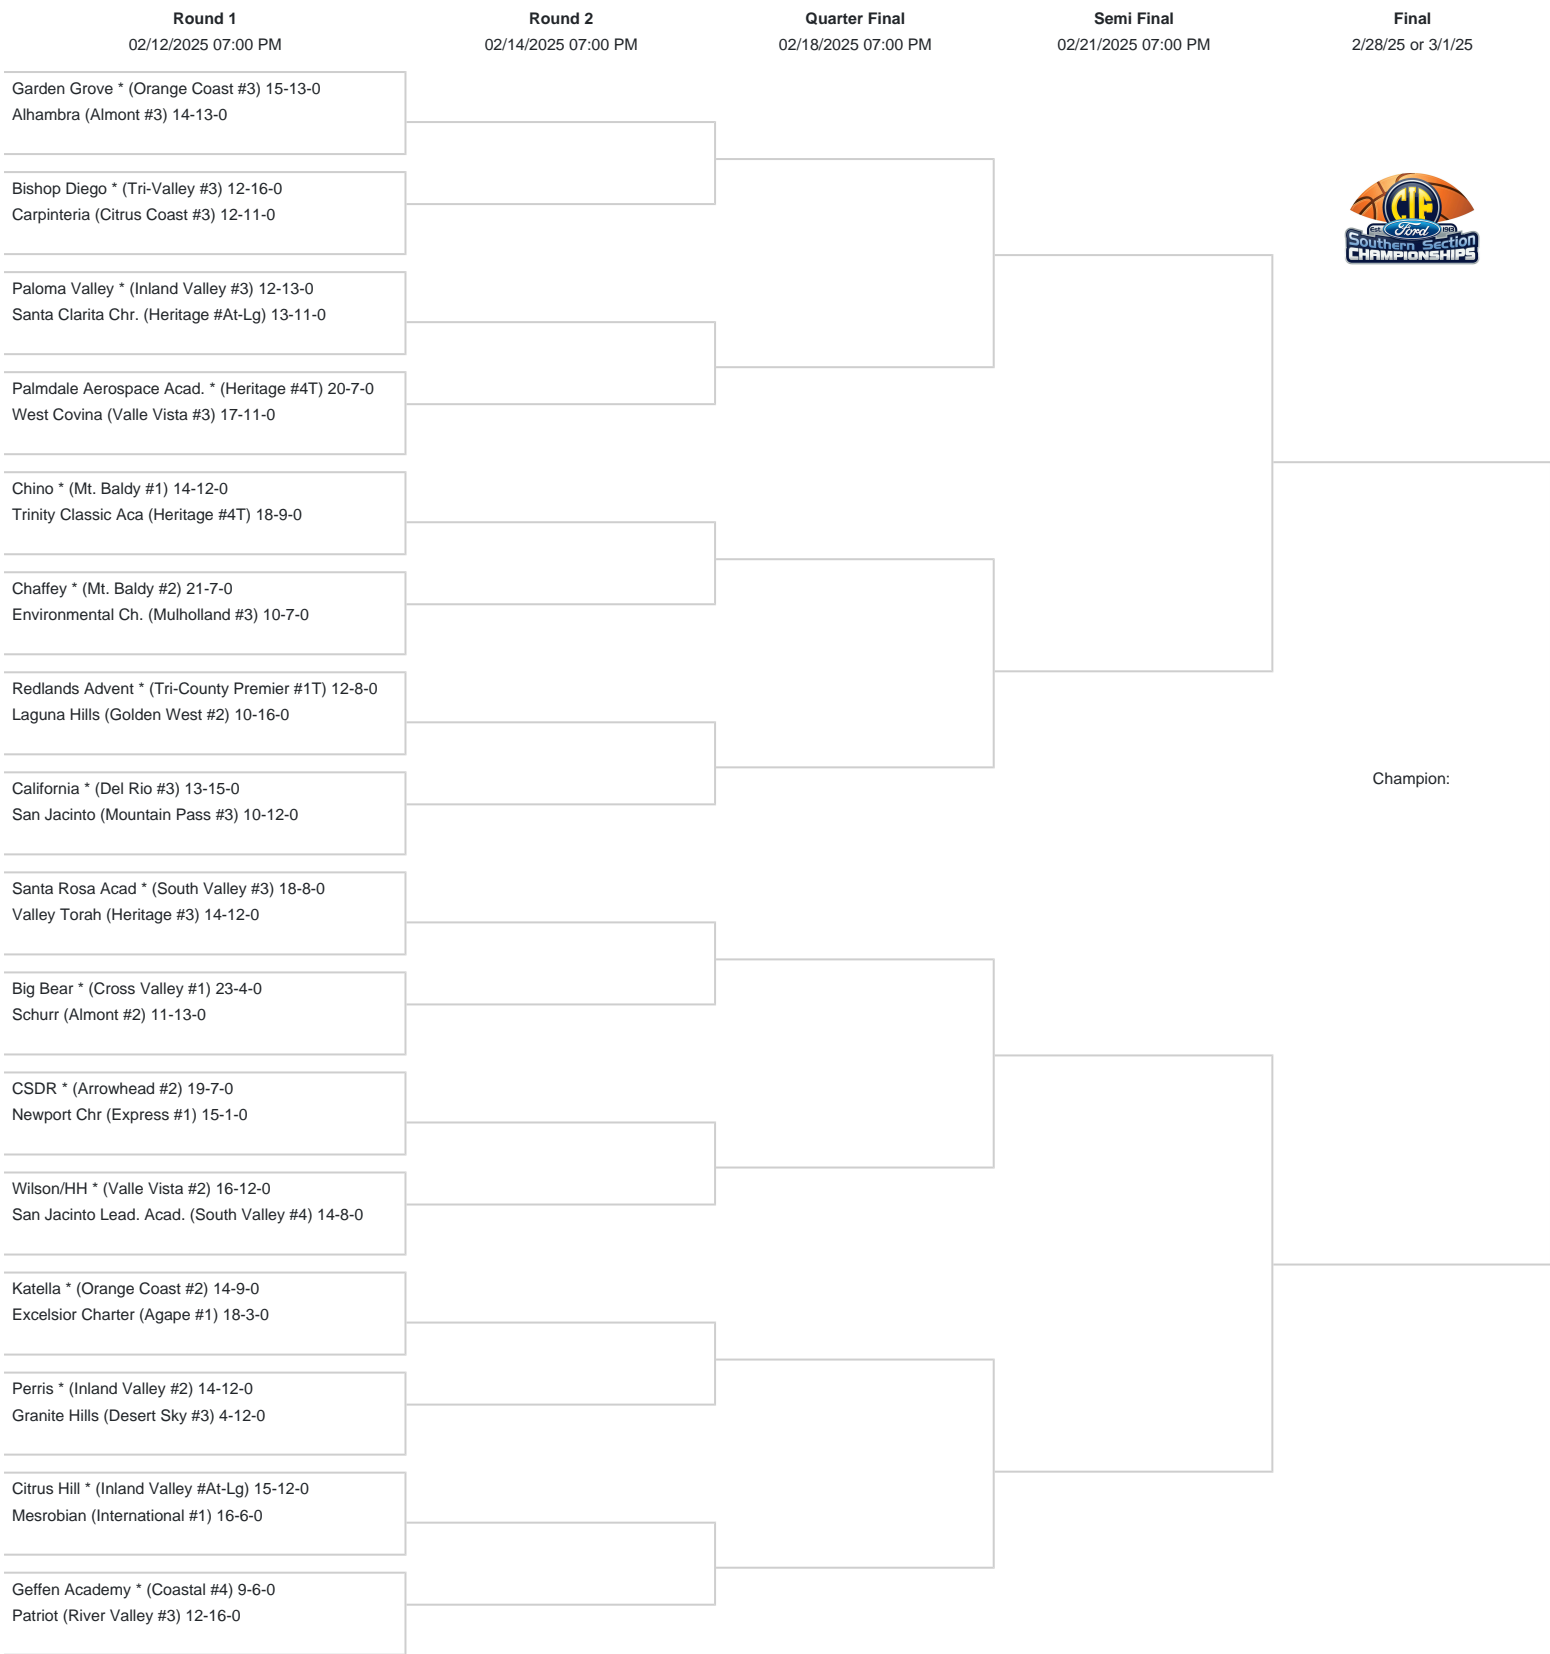 Round 1
02/12/2025 07:00 PM
Round 2
02/14/2025 07:00 PM
Quarter Final
02/18/2025 07:00 PM
Semi Final
02/21/2025 07:00 PM
Final
2/28/25 or 3/1/25
Garden Grove * (Orange Coast #3) 15-13-0
Alhambra (Almont #3) 14-13-0
Bishop Diego * (Tri-Valley #3) 12-16-0
Carpinteria (Citrus Coast #3) 12-11-0
Paloma Valley * (Inland Valley #3) 12-13-0
Santa Clarita Chr. (Heritage #At-Lg) 13-11-0
Palmdale Aerospace Acad. * (Heritage #4T) 20-7-0
West Covina (Valle Vista #3) 17-11-0
Chino * (Mt. Baldy #1) 14-12-0
Trinity Classic Aca (Heritage #4T) 18-9-0
Chaffey * (Mt. Baldy #2) 21-7-0
Environmental Ch. (Mulholland #3) 10-7-0
Redlands Advent * (Tri-County Premier #1T) 12-8-0
Laguna Hills (Golden West #2) 10-16-0
California * (Del Rio #3) 13-15-0
San Jacinto (Mountain Pass #3) 10-12-0
Santa Rosa Acad * (South Valley #3) 18-8-0
Valley Torah (Heritage #3) 14-12-0
Big Bear * (Cross Valley #1) 23-4-0
Schurr (Almont #2) 11-13-0
CSDR * (Arrowhead #2) 19-7-0
Newport Chr (Express #1) 15-1-0
Wilson/HH * (Valle Vista #2) 16-12-0
San Jacinto Lead. Acad. (South Valley #4) 14-8-0
Katella * (Orange Coast #2) 14-9-0
Excelsior Charter (Agape #1) 18-3-0
Perris * (Inland Valley #2) 14-12-0
Granite Hills (Desert Sky #3) 4-12-0
Citrus Hill * (Inland Valley #At-Lg) 15-12-0
Mesrobian (International #1) 16-6-0
Geffen Academy * (Coastal #4) 9-6-0
Patriot (River Valley #3) 12-16-0
CIF
Est. Ford 1913
Southern Section
CHAMPIONSHIPS
Champion: